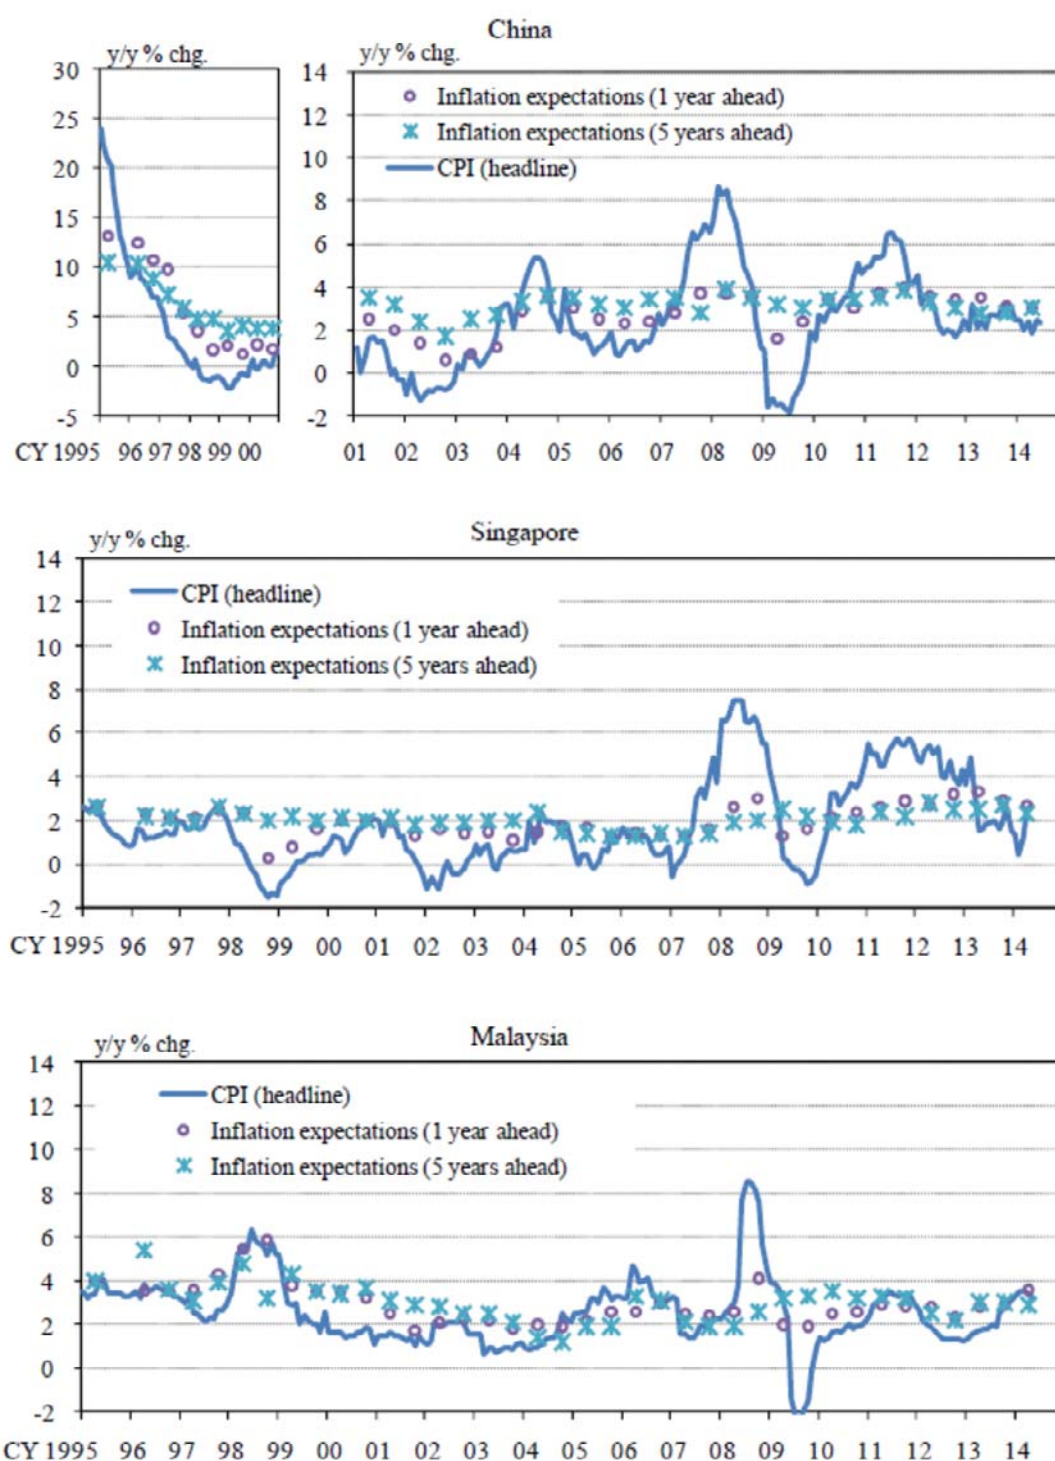 China
y/y % chg.
30
25
20
15
10
5
0
-5
CY 1995 96 97 98 99 00
y/y % chg.
14
12
10
8
6
4
2
0
-2
Inflation expectations (1 year ahead)
Inflation expectations (5 years ahead)
CPI (headline)
01 02 03 04 05 06 07 08 09 10 11 12 13 14
Singapore
y/y % chg.
14
12
10
8
6
4
2
0
-2
CPI (headline)
Inflation expectations (1 year ahead)
Inflation expectations (5 years ahead)
CY 1995 96 97 98 99 00 01 02 03 04 05 06 07 08 09 10 11 12 13 14
Malaysia
y/y % chg.
14
12
10
8
6
4
2
0
-2
CPI (headline)
Inflation expectations (1 year ahead)
Inflation expectations (5 years ahead)
CY 1995 96 97 98 99 00 01 02 03 04 05 06 07 08 09 10 11 12 13 14